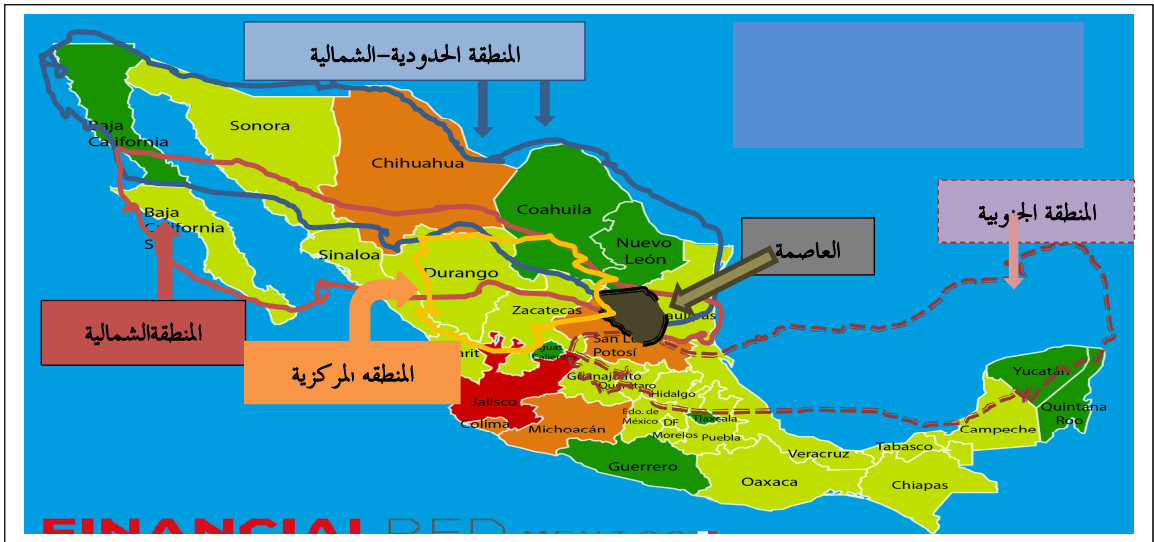 المنطقة الحدودية-الشمالية
Baja
California
Sonora
Chihuahua
المنطقة الجنوبية
Coahuila
Baja
California
S
Nuevo
León
العاصمة
Sinaloa
Durango
Zacatecas
المنطقةالشمالية
San Lu
Potosí
المنطقه المركزية
Guanajuato
Querétaro
Hidalgo
Yucatán
Jalisco
Colima
Michoacán
Edo. de
México
DF
Tlaxcala
Morelos
Puebla
Quintana
Roo
Campeche
Tabasco
Veracruz
Guerrero
Oaxaca
Chiapas
FINANCIAL RED MEXICO